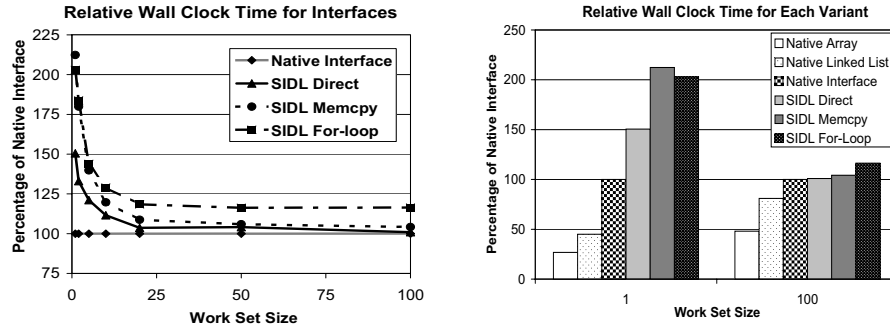 Relative Wall Clock Time for Interfaces
Percentage of Native Interface
225
200
175
150
125
100
75
Native Interface
SIDL Direct
SIDL Memcpy
SIDL For-loop
0
25
50
75
100
Work Set Size
Relative Wall Clock Time for Each Variant
Percentage of Native Interface
250
200
150
100
50
0
Native Array
Native Linked List
Native Interface
SIDL Direct
SIDL Memcpy
SIDL For-Loop
1
100
Work Set Size